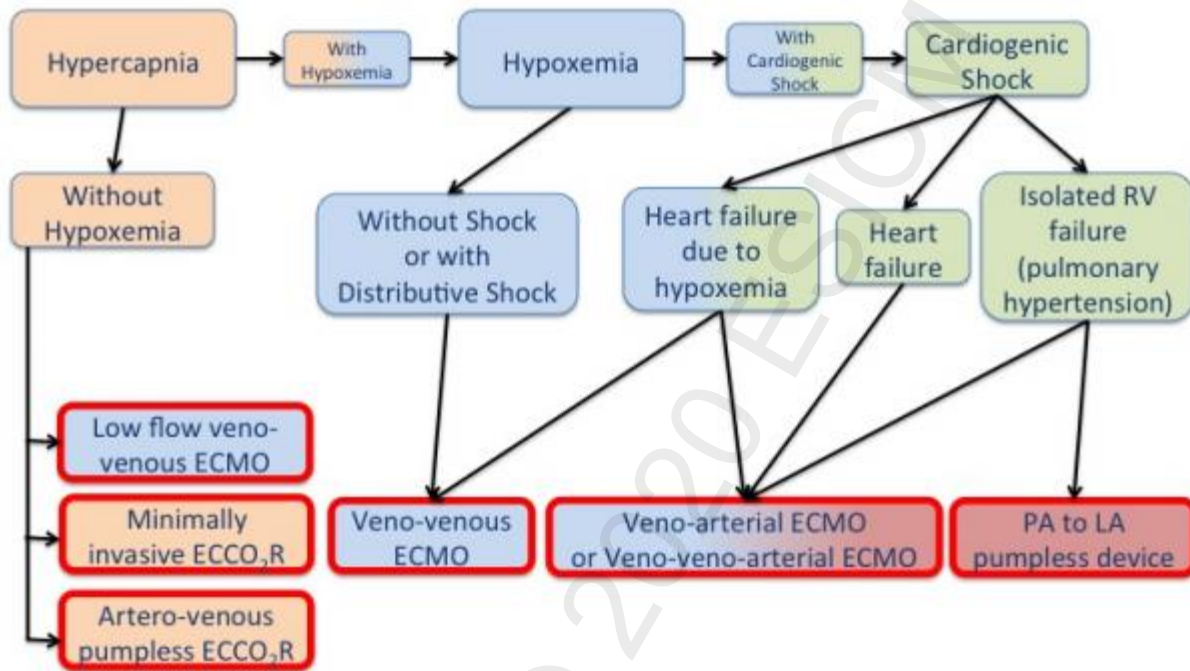 Hypercapnia
With
Hypoxemia
Hypoxemia
With
Cardiogenic
Shock
Cardiogenic
Shock
Without
Hypoxemia
Without Shock
or with
Distributive Shock
Heart failure
due to
hypoxemia
Heart
failure
Isolated RV
failure
(pulmonary
hypertension)
Low flow veno-
venous ECMO
Minimally
invasive ECCO₂R
Artero-venous
pumpless ECCO₂R
Veno-venous
ECMO
Veno-arterial ECMO
or Veno-veno-arterial ECMO
PA to LA
pumpless device
2020 ESICM